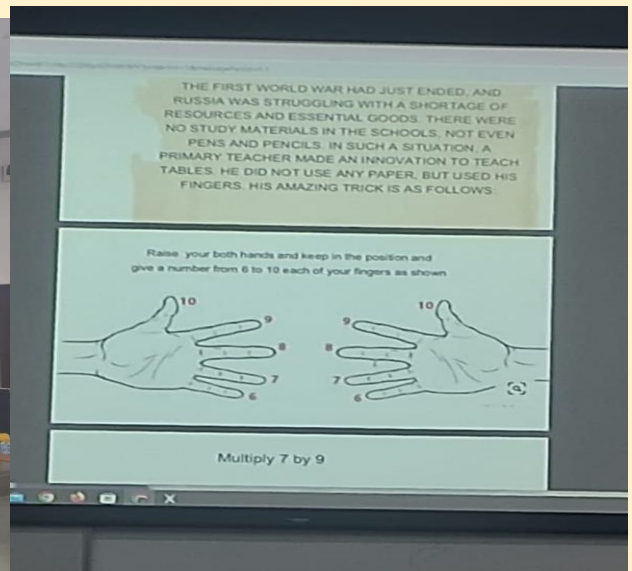 THE FIRST WORLD WAR HAD JUST ENDED, AND
RUSSIA WAS STRUGGLING WITH A SHORTAGE OF
RESOURCES AND ESSENTIAL GOODS. THERE WERE
NO STUDY MATERIALS IN THE SCHOOLS, NOT EVEN
PENS AND PENCILS. IN SUCH A SITUATION, A
PRIMARY TEACHER MADE AN INNOVATION TO TEACH
TABLES. HE DID NOT USE ANY PAPER, BUT USED HIS
FINGERS. HIS AMAZING TRICK IS AS FOLLOWS:
Raise your both hands and keep in the position and
give a number from 6 to 10 each of your fingers as shown
10 10
9 9
8 8
7 7
6 6
Multiply 7 by 9